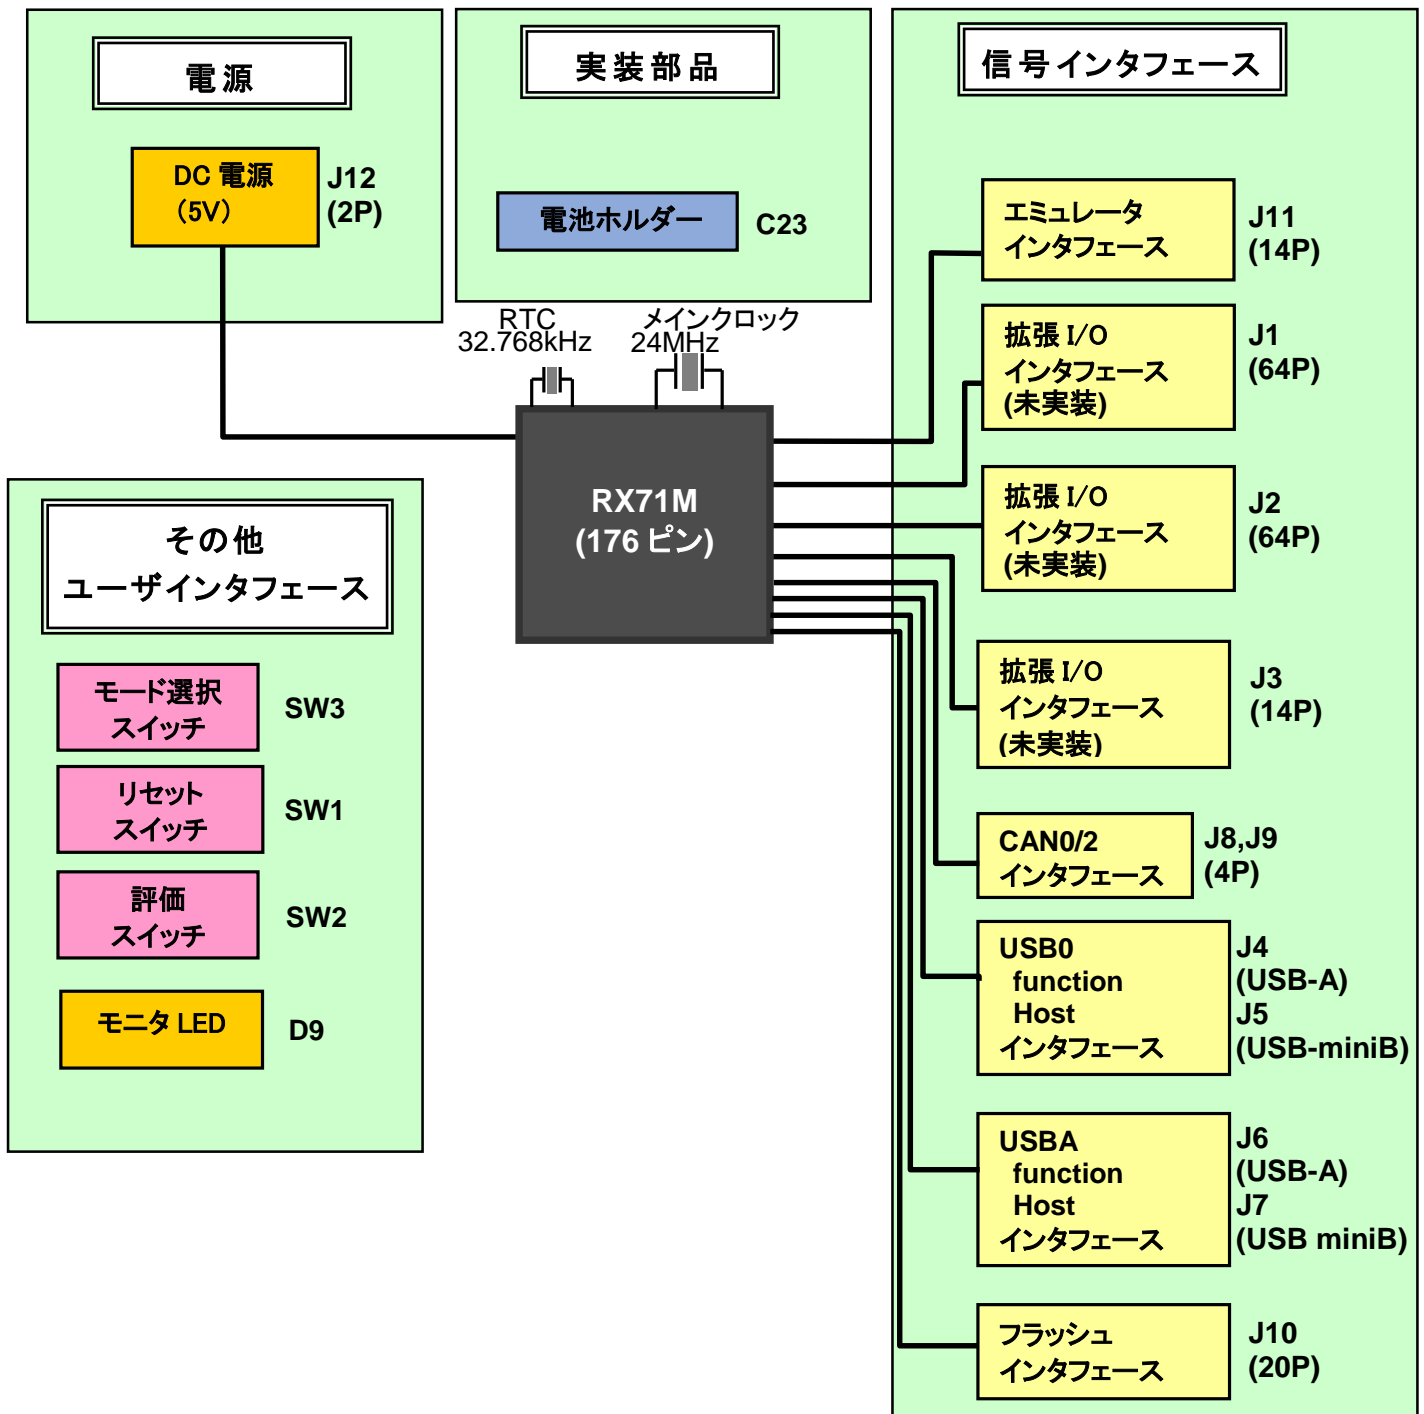 電源
DC 電源
（5V）
J12
(2P)
実装部品
電池ホルダー
C23
RTC
32.768kHz
メインクロック
24MHz
RX71M
(176 ピン)
その他
ユーザインタフェース
モード選択
スイッチ
SW3
リセット
スイッチ
SW1
評価
スイッチ
SW2
モニタ LED
D9
信号インタフェース
エミュレータ
インタフェース
J11
(14P)
拡張 I/O
インタフェース
(未実装)
J1
(64P)
拡張 I/O
インタフェース
(未実装)
J2
(64P)
拡張 I/O
インタフェース
(未実装)
J3
(14P)
CAN0/2
インタフェース
J8,J9
(4P)
USB0
function
Host
インタフェース
J4
(USB-A)
J5
(USB-miniB)
USBA
function
Host
インタフェース
J6
(USB-A)
J7
(USB miniB)
フラッシュ
インタフェース
J10
(20P)